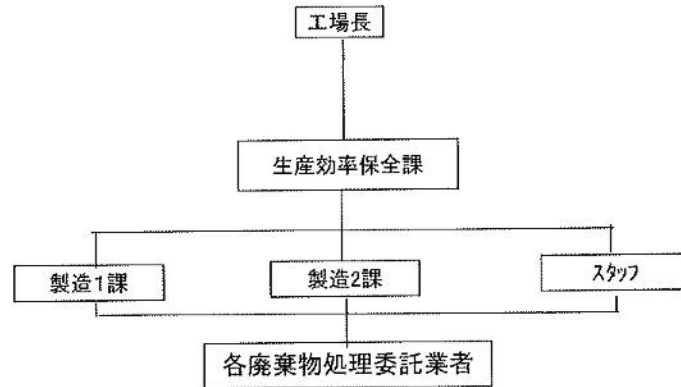 工場長
生産効率保全課
製造1課
製造2課
スタッフ
各廃棄物処理委託業者